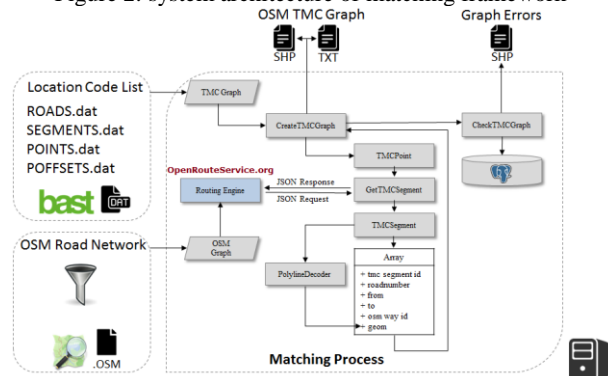 Figure 2: system architecture of matching framework
OSM TMC Graph
Graph Errors
SHP
TXT
SHP
Location Code List
ROADS.dat
SEGMENTS.dat
POINTS.dat
POFFSETS.dat
bast
DAT
TMC Graph
CreateTMCGraph
CheckTMCGraph
TMCPoint
OpenRouteService.org
Routing Engine
JSON Response
JSON Request
GetTMCSegment
TMCSegment
OSM Road Network
OSM
Graph
PolylineDecoder
Array
+ tmc segment id
+ roadnumber
+ from
+ to
+ osm way id
+ geom
.OSM
Matching Process